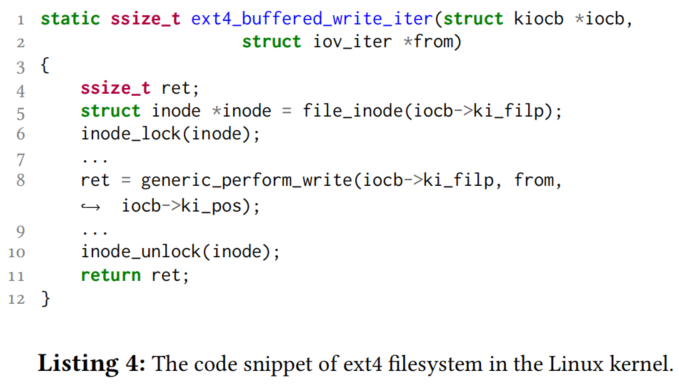 1 static ssize_t ext4_buffered_write_iter(struct kiocb *iocb,
2 struct iov_iter *from)
3 {
4 ssize_t ret;
5 struct inode *inode = file_inode(iocb->ki_filp);
6 inode_lock(inode);
7 ...
8 ret = generic_perform_write(iocb->ki_filp, from,
↪ iocb->ki_pos);
9 ...
10 inode_unlock(inode);
11 return ret;
12 }
Listing 4: The code snippet of ext4 filesystem in the Linux kernel.